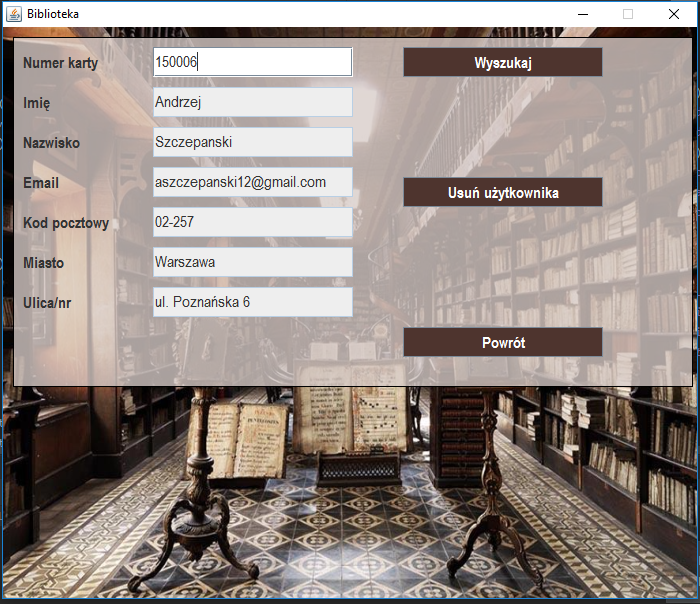 Biblioteka
Numer karty 150006 Wyszukaj
Imię Andrzej
Nazwisko Szczepanski
Email aszczepanski12@gmail.com Usuń użytkownika
Kod pocztowy 02-257
Miasto Warszawa
Ulica/nr ul. Poznańska 6
Powrót